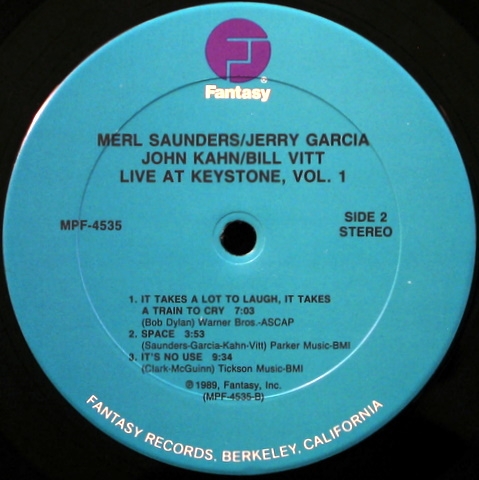 Fantasy
MERL SAUNDERS/JERRY GARCIA
JOHN KAHN/BILL VITT
LIVE AT KEYSTONE, VOL. 1
MPF-4535
SIDE 2
STEREO
1. IT TAKES A LOT TO LAUGH, IT TAKES
A TRAIN TO CRY 7:03
(Bob Dylan) Warner Bros.-ASCAP
2. SPACE 3:53
(Saunders-Garcia-Kahn-Vitt) Parker Music-BMI
3. IT'S NO USE 9:34
(Clark-McGuinn) Tickson Music-BMI
℗ 1989, Fantasy, Inc.
(MPF-4535-B)
FANTASY RECORDS, BERKELEY, CALIFORNIA